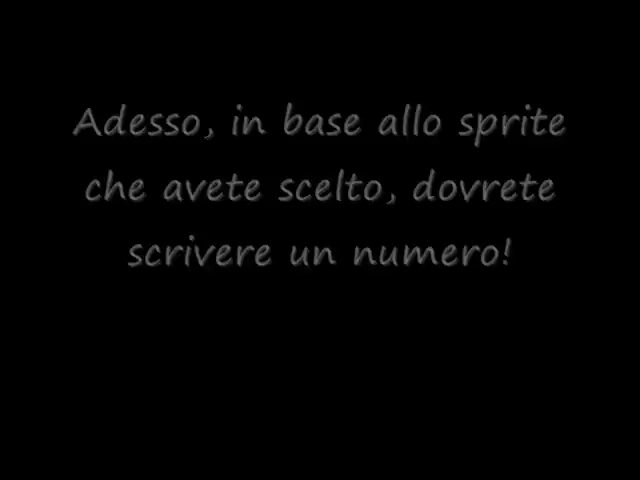 Adesso, in base allo sprite
che avete scelto, dovrete
scrivere un numero!